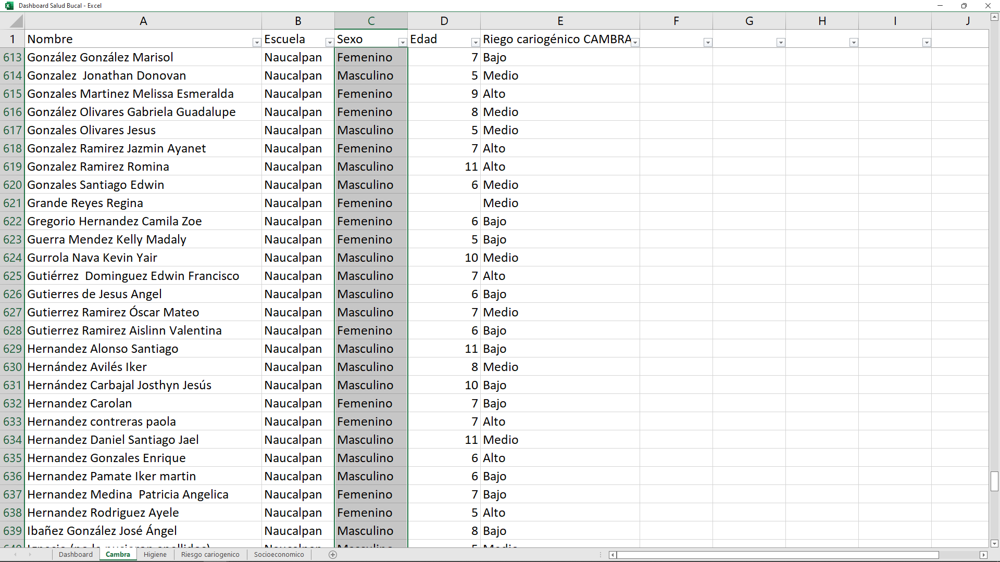 Dashboard Salud Bucal - Excel
A B C D E F G H I J
1 Nombre Escuela Sexo Edad Riego cariogénico CAMBRA
613 González González Marisol Naucalpan Femenino 7 Bajo
614 Gonzalez  Jonathan Donovan Naucalpan Masculino 5 Medio
615 Gonzales Martinez Melissa Esmeralda Naucalpan Femenino 9 Alto
616 González Olivares Gabriela Guadalupe Naucalpan Femenino 8 Medio
617 Gonzales Olivares Jesus Naucalpan Masculino 5 Medio
618 Gonzalez Ramirez Jazmin Ayanet Naucalpan Femenino 7 Alto
619 Gonzalez Ramirez Romina Naucalpan Masculino 11 Alto
620 Gonzales Santiago Edwin Naucalpan Masculino 6 Medio
621 Grande Reyes Regina Naucalpan Femenino Medio
622 Gregorio Hernandez Camila Zoe Naucalpan Femenino 6 Bajo
623 Guerra Mendez Kelly Madaly Naucalpan Femenino 5 Bajo
624 Gurrola Nava Kevin Yair Naucalpan Masculino 10 Medio
625 Gutiérrez  Dominguez Edwin Francisco Naucalpan Masculino 7 Alto
626 Gutierres de Jesus Angel Naucalpan Masculino 6 Bajo
627 Gutierrez Ramirez Óscar Mateo Naucalpan Masculino 7 Medio
628 Gutierrez Ramirez Aislinn Valentina Naucalpan Femenino 6 Bajo
629 Hernandez Alonso Santiago Naucalpan Masculino 11 Bajo
630 Hernández Avilés Iker Naucalpan Masculino 8 Medio
631 Hernández Carbajal Josthyn Jesús Naucalpan Masculino 10 Bajo
632 Hernandez Carolan Naucalpan Femenino 7 Bajo
633 Hernandez contreras paola Naucalpan Femenino 7 Alto
634 Hernandez Daniel Santiago Jael Naucalpan Masculino 11 Medio
635 Hernandez Gonzales Enrique Naucalpan Masculino 6 Alto
636 Hernandez Pamate Iker martin Naucalpan Masculino 6 Bajo
637 Hernandez Medina  Patricia Angelica Naucalpan Femenino 7 Bajo
638 Hernandez Rodriguez Ayele Naucalpan Femenino 5 Alto
639 Ibañez González José Ángel Naucalpan Masculino 8 Bajo
Dashboard Cambra Higiene Riesgo cariogenico Socioeconomico